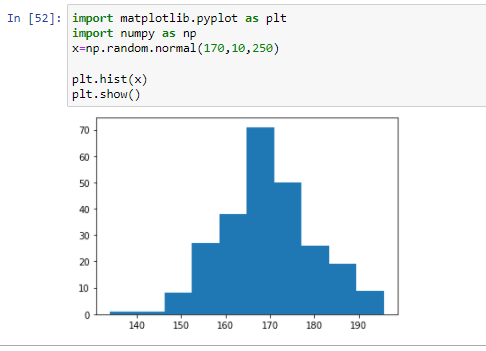 In [52]: import matplotlib.pyplot as plt
import numpy as np
x=np.random.normal(170,10,250)
plt.hist(x)
plt.show()
70
60
50
40
30
20
10
0
140 150 160 170 180 190